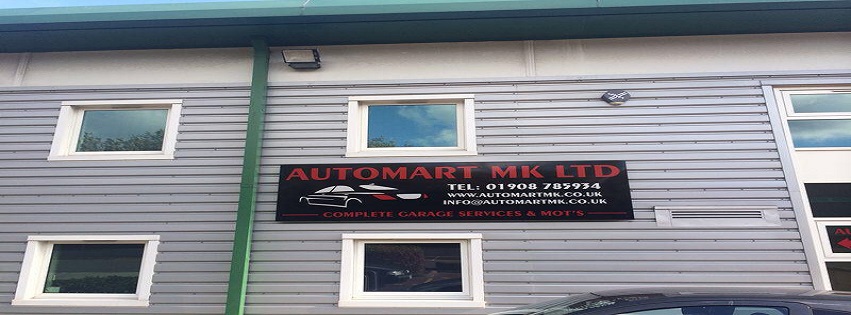 AUTOMART MK LTD
TEL: 01908 785934
WWW.AUTOMARTMK.CO.UK
INFO@AUTOMARTMK.CO.UK
COMPLETE GARAGE SERVICES & MOT'S